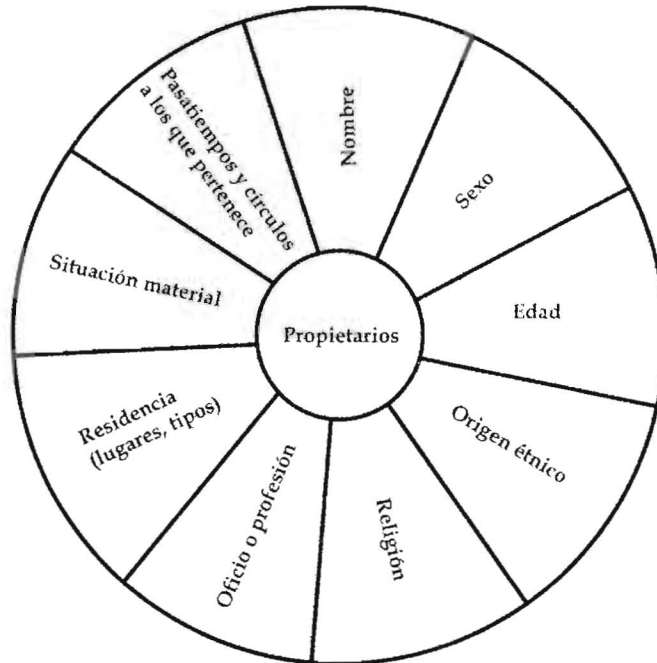 Nombre
Sexo
Edad
Origen étnico
Religión
Oficio o profesión
Residencia
(lugares, tipos)
Situación material
Pasatiempos y círculos
a los que pertenece
Propietarios